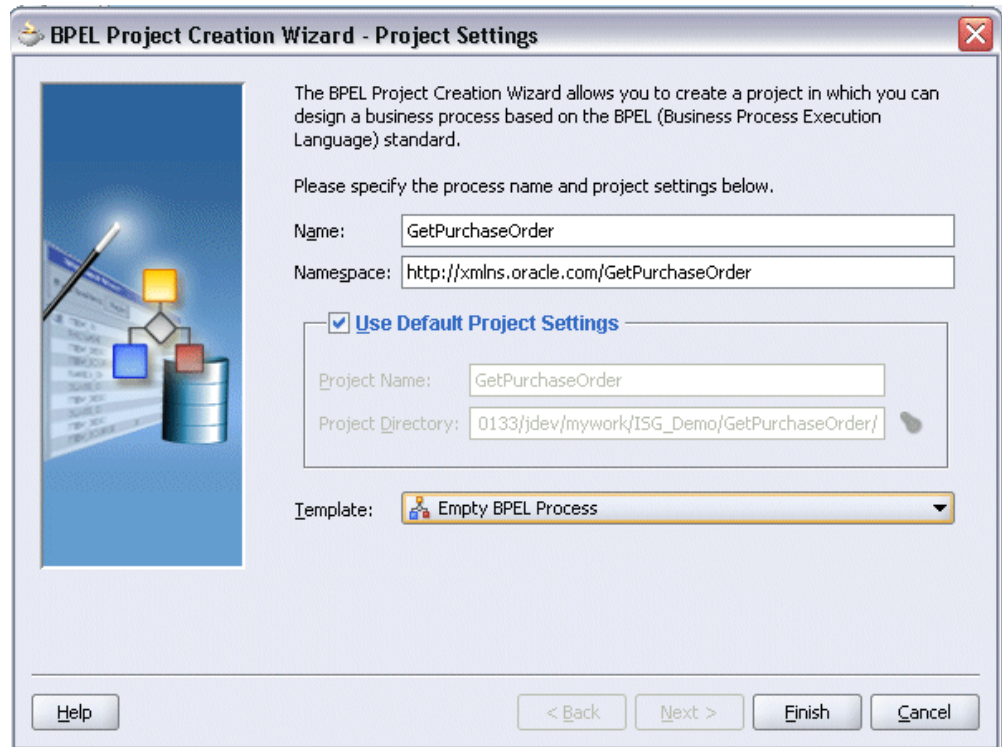 BPEL Project Creation Wizard - Project Settings
The BPEL Project Creation Wizard allows you to create a project in which you can
design a business process based on the BPEL (Business Process Execution
Language) standard.
Please specify the process name and project settings below.
Name: GetPurchaseOrder
Namespace: http://xmlns.oracle.com/GetPurchaseOrder
Use Default Project Settings
Project Name: GetPurchaseOrder
Project Directory: 0133/jdev/mywork/ISG_Demo/GetPurchaseOrder/
Template: Empty BPEL Process
Help < Back Next > Finish Cancel